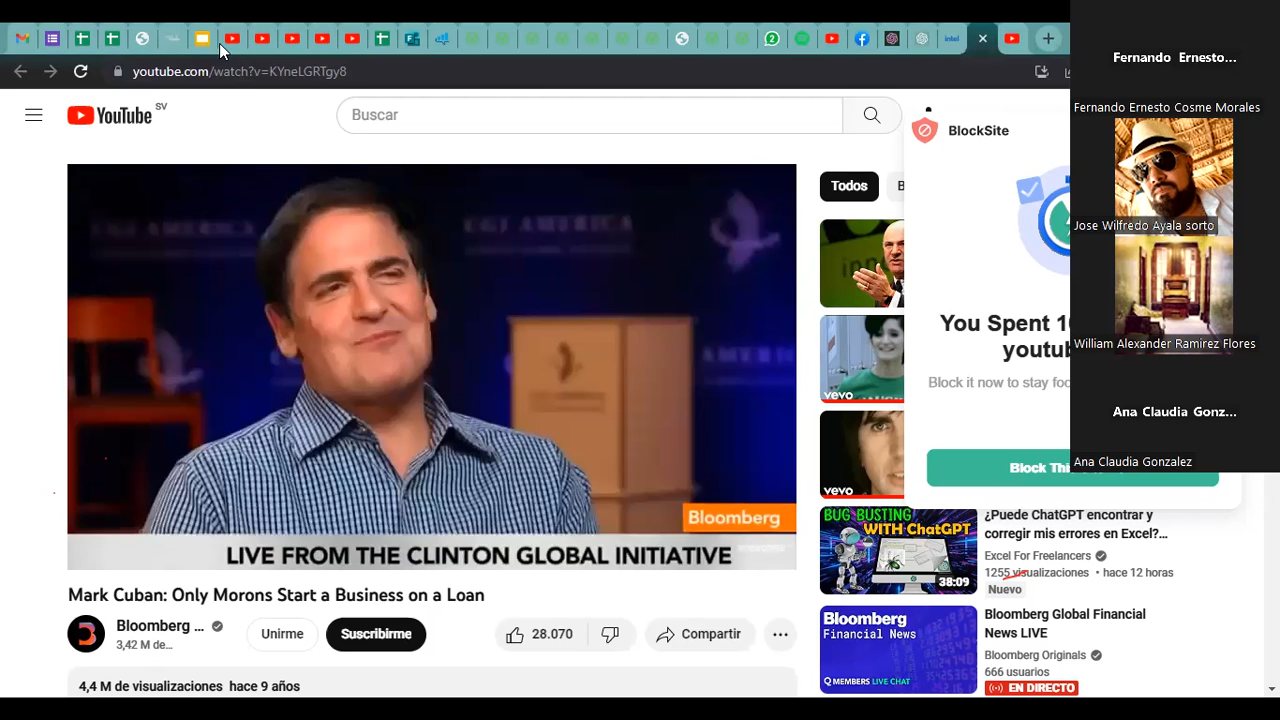 youtube.com/watch?v=KYneLGRTgy8
YouTube SV
Buscar
CGI AMERICA
Bloomberg
LIVE FROM THE CLINTON GLOBAL INITIATIVE
Mark Cuban: Only Morons Start a Business on a Loan
Bloomberg ...
3,42 M de...
Unirme
Suscribirme
28.070
Compartir
4,4 M de visualizaciones hace 9 años
Todos
vevo
vevo
BUG BUSTING
WITH ChatGPT
38:09
¿Puede ChatGPT encontrar y
corregir mis errores en Excel?...
Excel For Freelancers
1255 visualizaciones • hace 12 horas
Nuevo
Bloomberg
Financial News
MEMBERS LIVE CHAT
Bloomberg Global Financial
News LIVE
Bloomberg Originals
666 usuarios
EN DIRECTO
BlockSite
You Spent
Block it now to stay
Fernando Ernesto...
Fernando Ernesto Cosme Morales
Jose Wilfredo Ayala sorto
William Alexander Ramirez Flores
Ana Claudia Gonz...
Ana Claudia Gonzalez